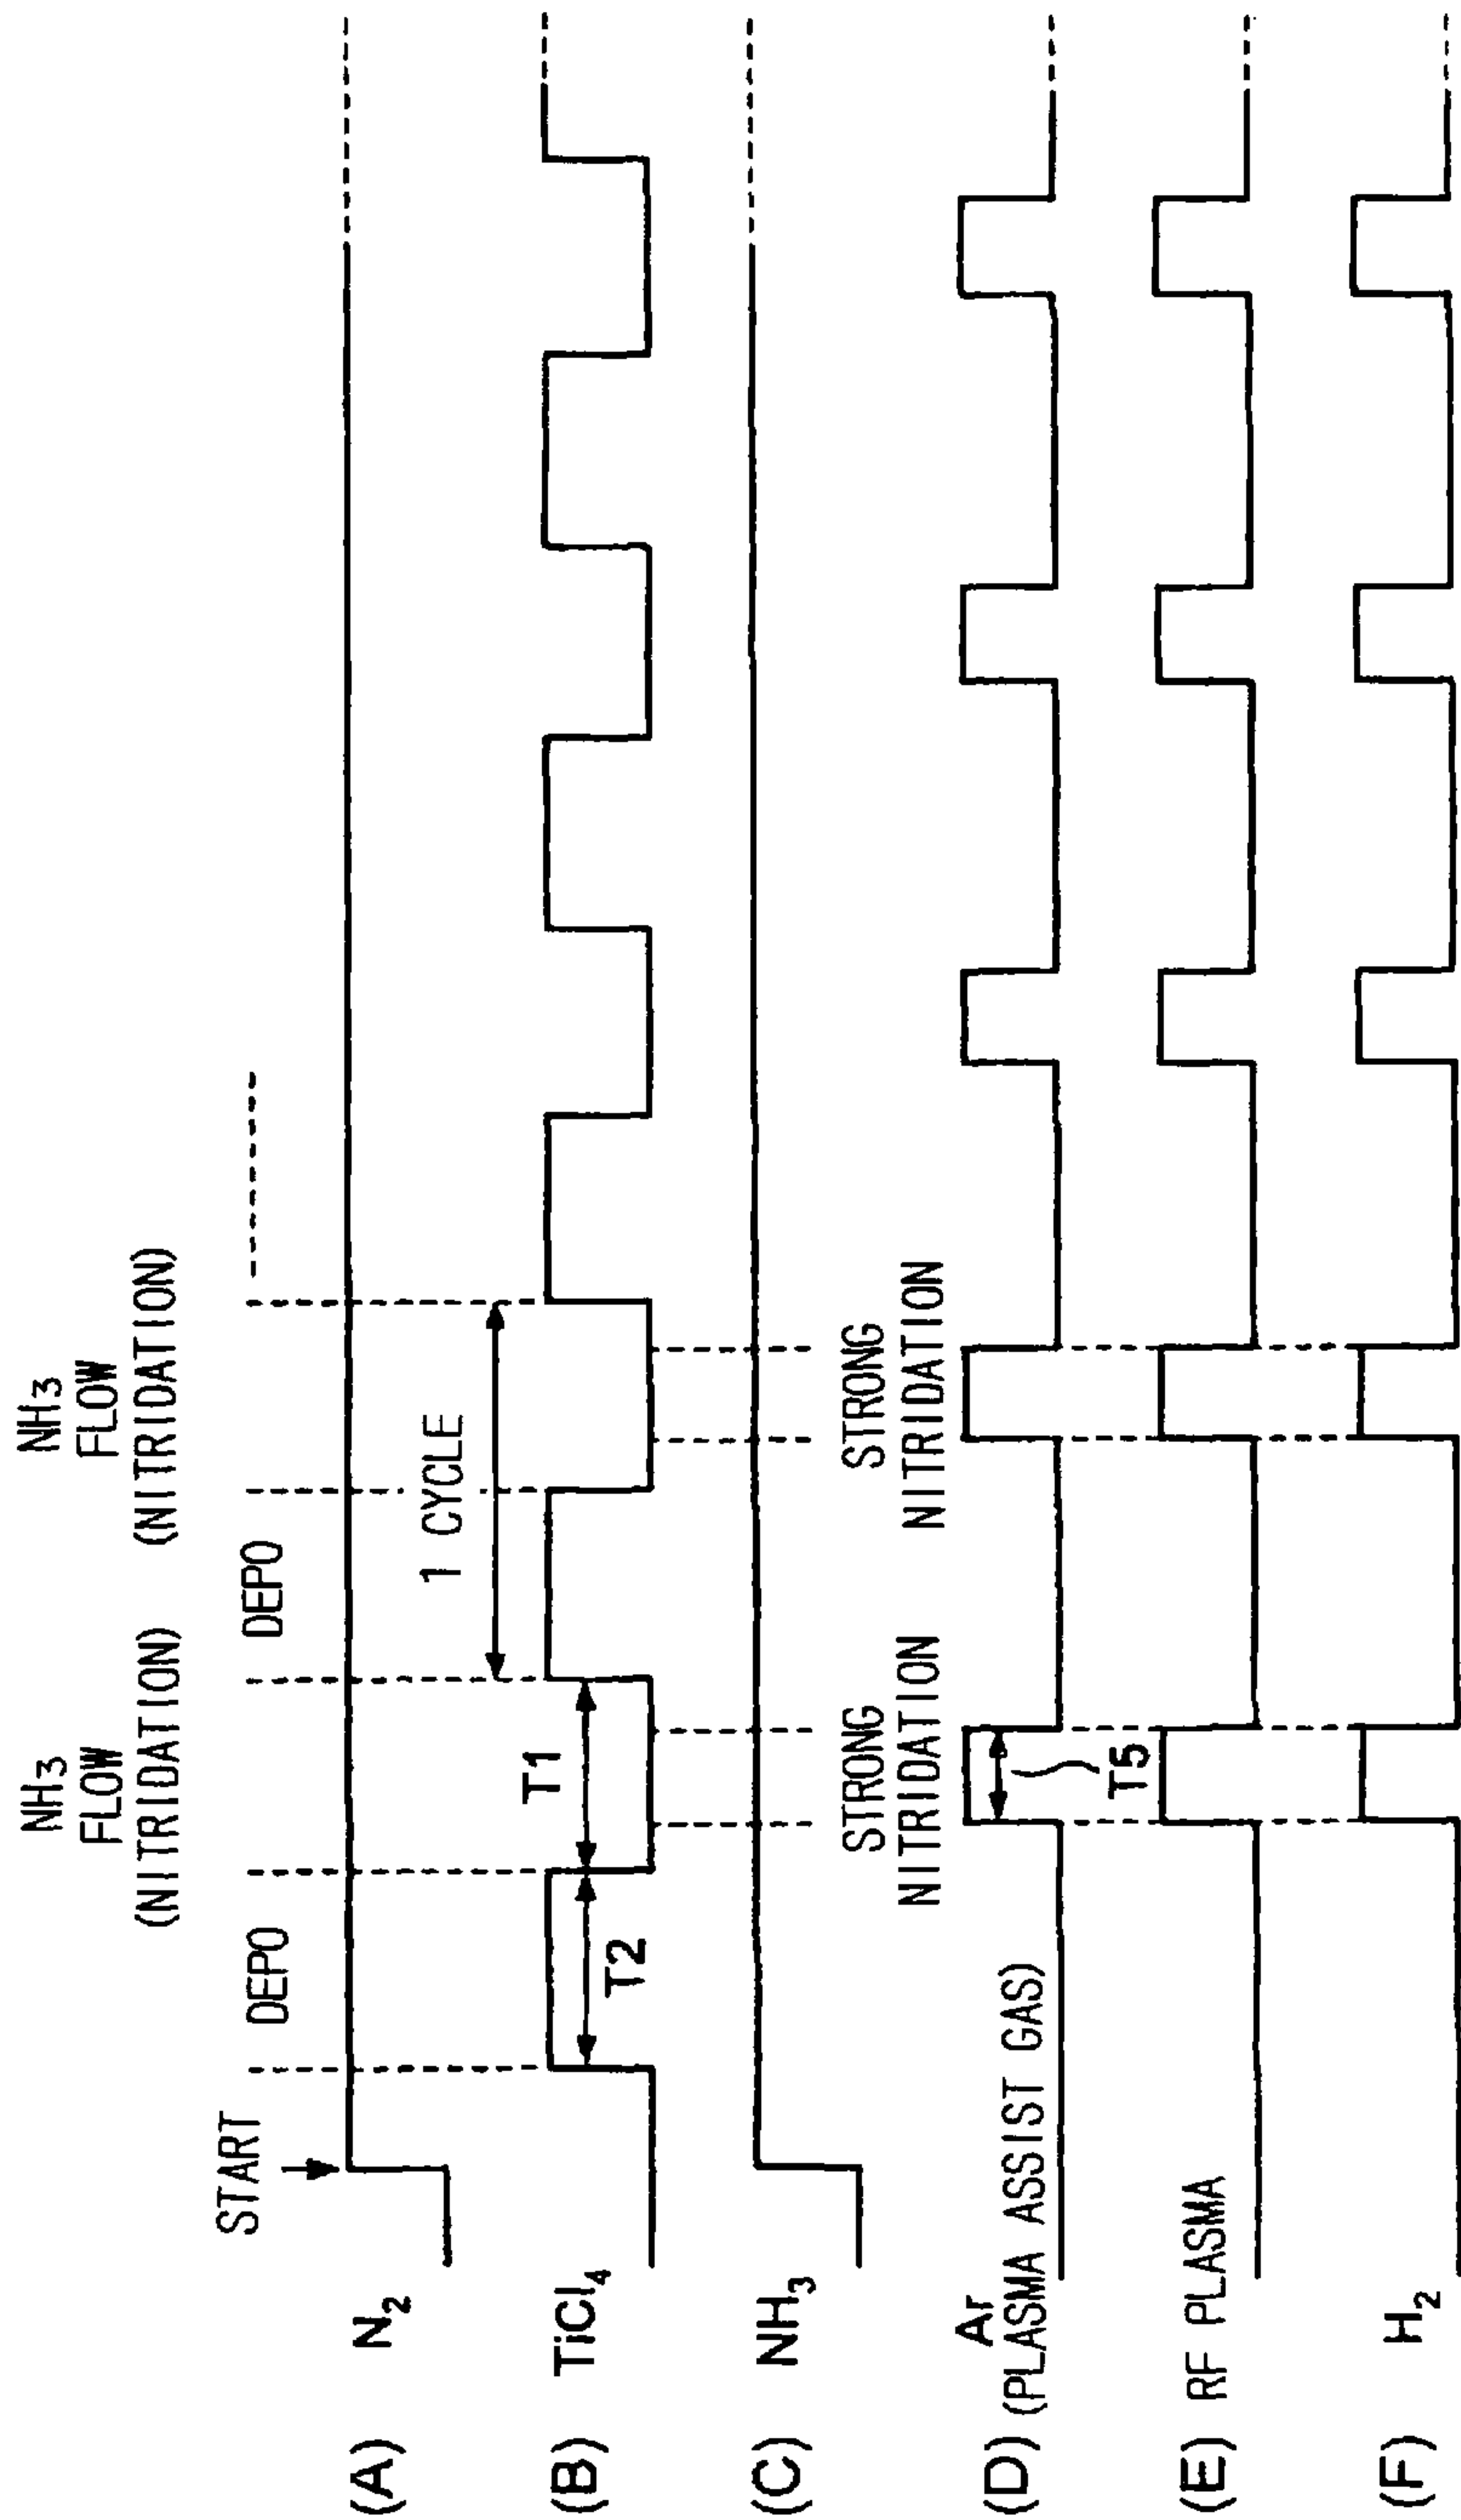 NH₃
FLOW
(NITRIDATION)
NH₃
FLOW
(NITRIDATION)
START
DEPO
DEPO
(A) N₂
1 CYCLE
(B) TiCl₄
T2
T1
(C) NH₃
STRONG
NITRIDATION
STRONG
NITRIDATION
(D) Ar
(PLASMA ASSIST GAS)
T5
(E) RF PLASMA
(F) H₂